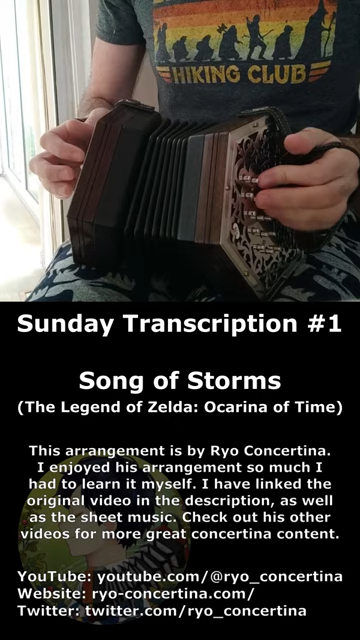 HIKING CLUB
Sunday Transcription #1
Song of Storms
(The Legend of Zelda: Ocarina of Time)
This arrangement is by Ryo Concertina.
I enjoyed his arrangement so much I
had to learn it myself. I have linked the
original video in the description, as well
as the sheet music. Check out his other
videos for more great concertina content.
YouTube: youtube.com/@ryo_concertina
Website: ryo-concertina.com/
Twitter: twitter.com/ryo_concertina